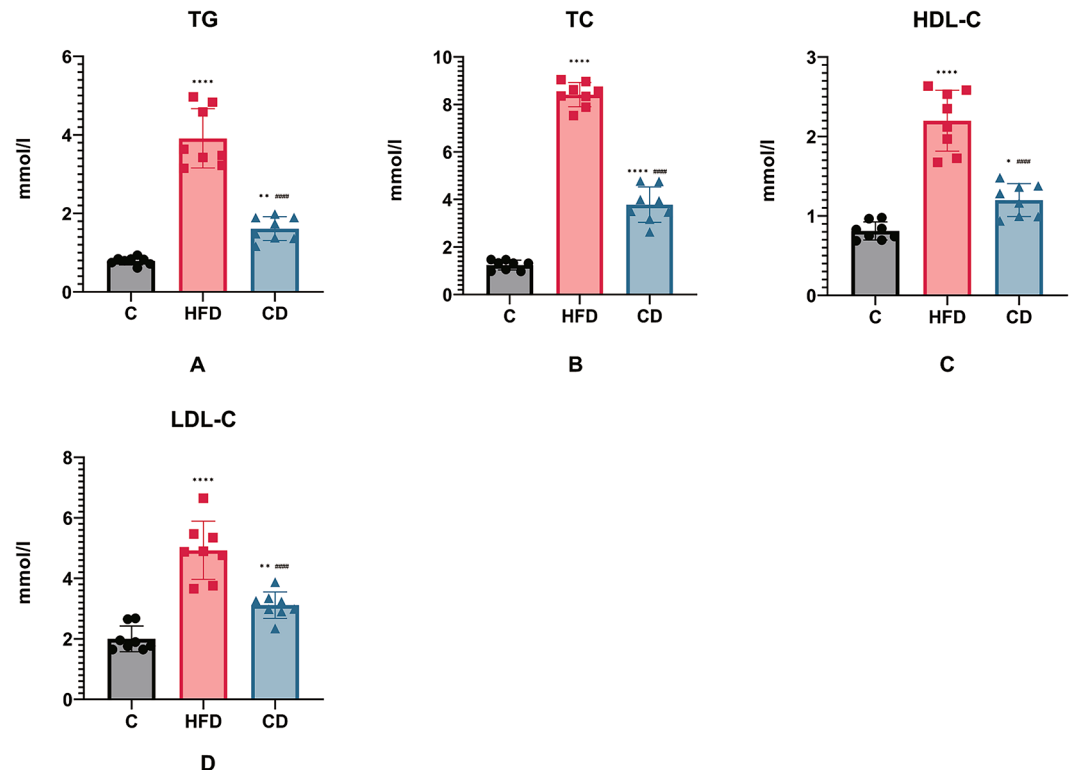 TG
6
4
2
0
mmol/l
****
** ####
C HFD CD
A
TC
10
8
6
4
2
0
mmol/l
****
**** ####
C HFD CD
B
HDL-C
3
2
1
0
mmol/l
****
* ####
C HFD CD
C
LDL-C
8
6
4
2
0
mmol/l
****
** ####
C HFD CD
D